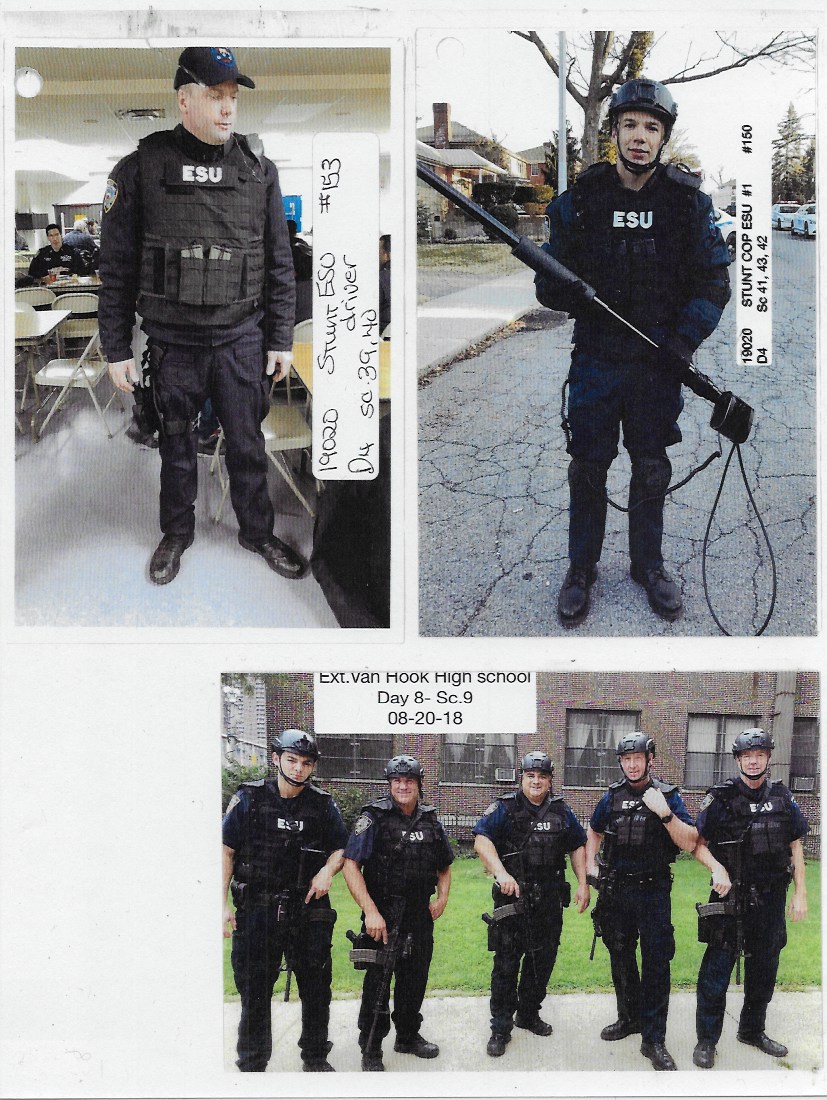 ESU
19020 Stunt ESU #153
driver
D4 sc.39,40
ESU
19020 STUNT COP ESU #1 #150
D4 Sc 41, 43, 42
Ext.Van Hook High school
Day 8- Sc.9
08-20-18
ESU
ESU
ESU
ESU
ESU